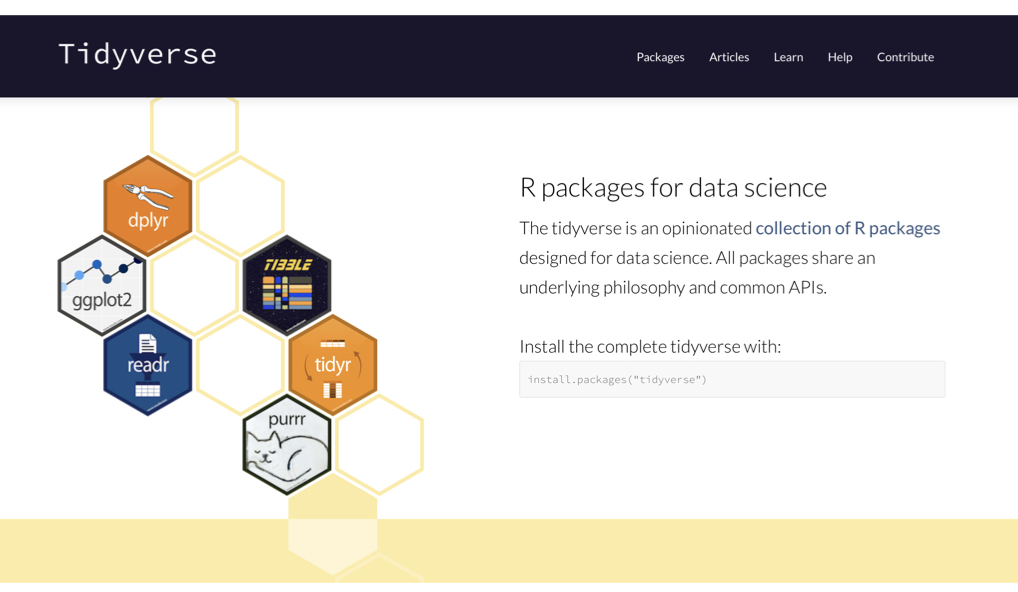 Tidyverse
Packages Articles Learn Help Contribute
dplyr
ggplot2
TIBBLE
readr
tidyr
purrr
R packages for data science
The tidyverse is an opinionated collection of R packages
designed for data science. All packages share an
underlying philosophy and common APIs.
Install the complete tidyverse with:
install.packages("tidyverse")